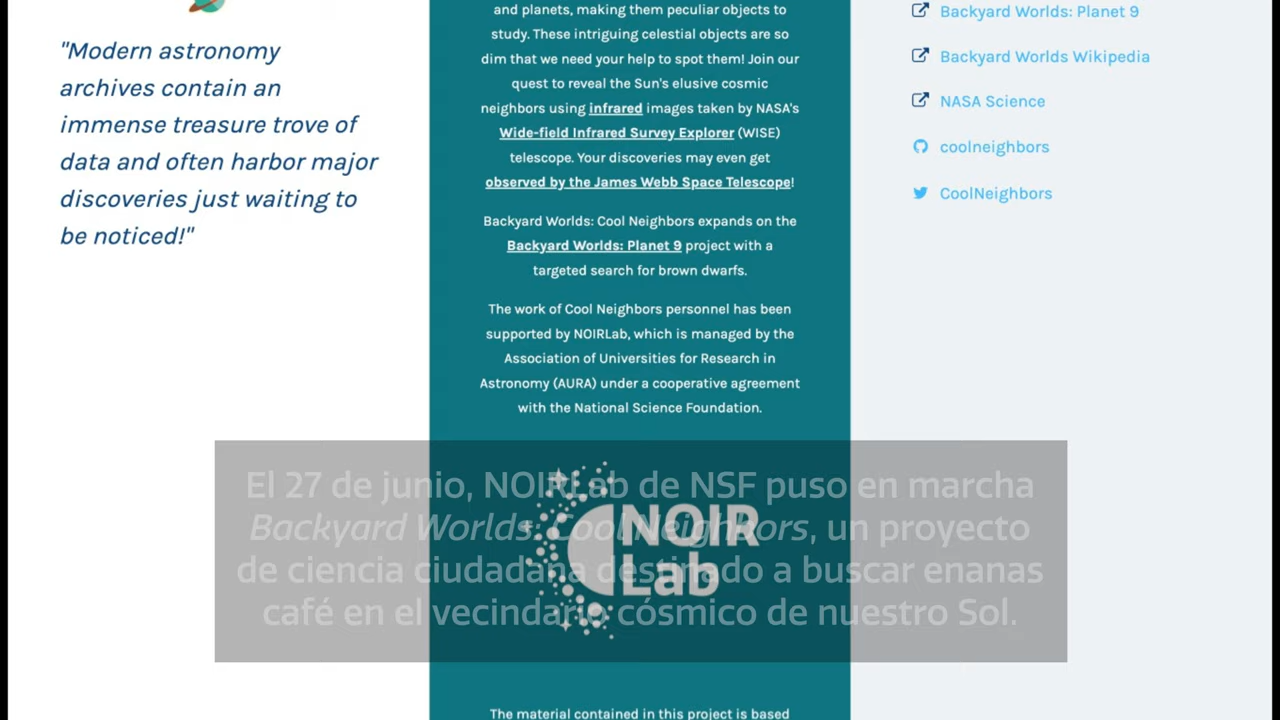 "Modern astronomy
archives contain an
immense treasure trove of
data and often harbor major
discoveries just waiting to
be noticed!"
and planets, making them peculiar objects to
study. These intriguing celestial objects are so
dim that we need your help to spot them! Join our
quest to reveal the Sun's elusive cosmic
neighbors using infrared images taken by NASA's
Wide-field Infrared Survey Explorer (WISE)
telescope. Your discoveries may even get
observed by the James Webb Space Telescope!
Backyard Worlds: Cool Neighbors expands on the
Backyard Worlds: Planet 9 project with a
targeted search for brown dwarfs.
The work of Cool Neighbors personnel has been
supported by NOIRLab, which is managed by the
Association of Universities for Research in
Astronomy (AURA) under a cooperative agreement
with the National Science Foundation.
NOIR
Lab
The material contained in this project is based
Backyard Worlds: Planet 9
Backyard Worlds Wikipedia
NASA Science
coolneighbors
CoolNeighbors
El 27 de junio, NOIRLab de NSF puso en marcha
Backyard Worlds: Cool Neighbors, un proyecto
de ciencia ciudadana destinado a buscar enanas
café en el vecindario cósmico de nuestro Sol.